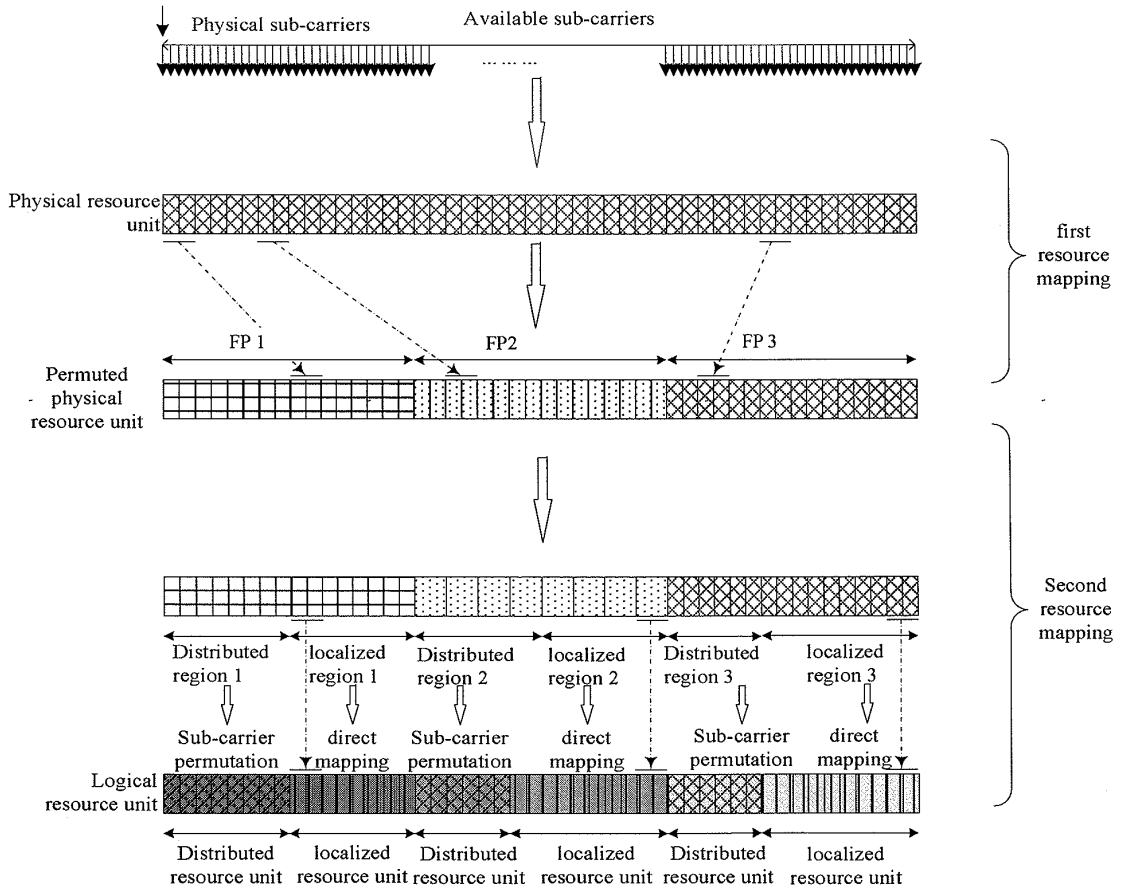 Physical sub-carriers
Available sub-carriers
... ... ...
Physical resource
unit
first
resource
mapping
FP 1
FP2
FP 3
Permuted
physical
resource unit
Second
resource
mapping
Distributed
region 1
localized
region 1
Distributed
region 2
localized
region 2
Distributed
region 3
localized
region 3
Sub-carrier
permutation
direct
mapping
Sub-carrier
permutation
direct
mapping
Sub-carrier
permutation
direct
mapping
Logical
resource unit
Distributed
resource unit
localized
resource unit
Distributed
resource unit
localized
resource unit
Distributed
resource unit
localized
resource unit